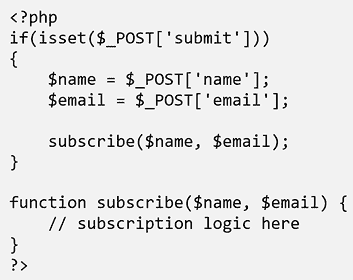 <?php
if(isset($_POST['submit']))
{
    $name = $_POST['name'];
    $email = $_POST['email'];

    subscribe($name, $email);
}

function subscribe($name, $email) {
    // subscription logic here
}
?>